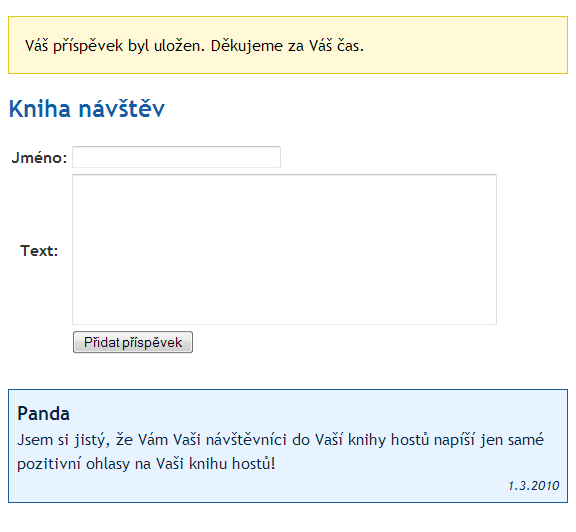 Váš příspěvek byl uložen. Děkujeme za Váš čas.
Kniha návštěv
Jméno:
Text:
Přidat příspěvek
Panda
Jsem si jistý, že Vám Vaši návštěvníci do Vaší knihy hostů napíší jen samé
pozitivní ohlasy na Vaši knihu hostů!
1.3.2010